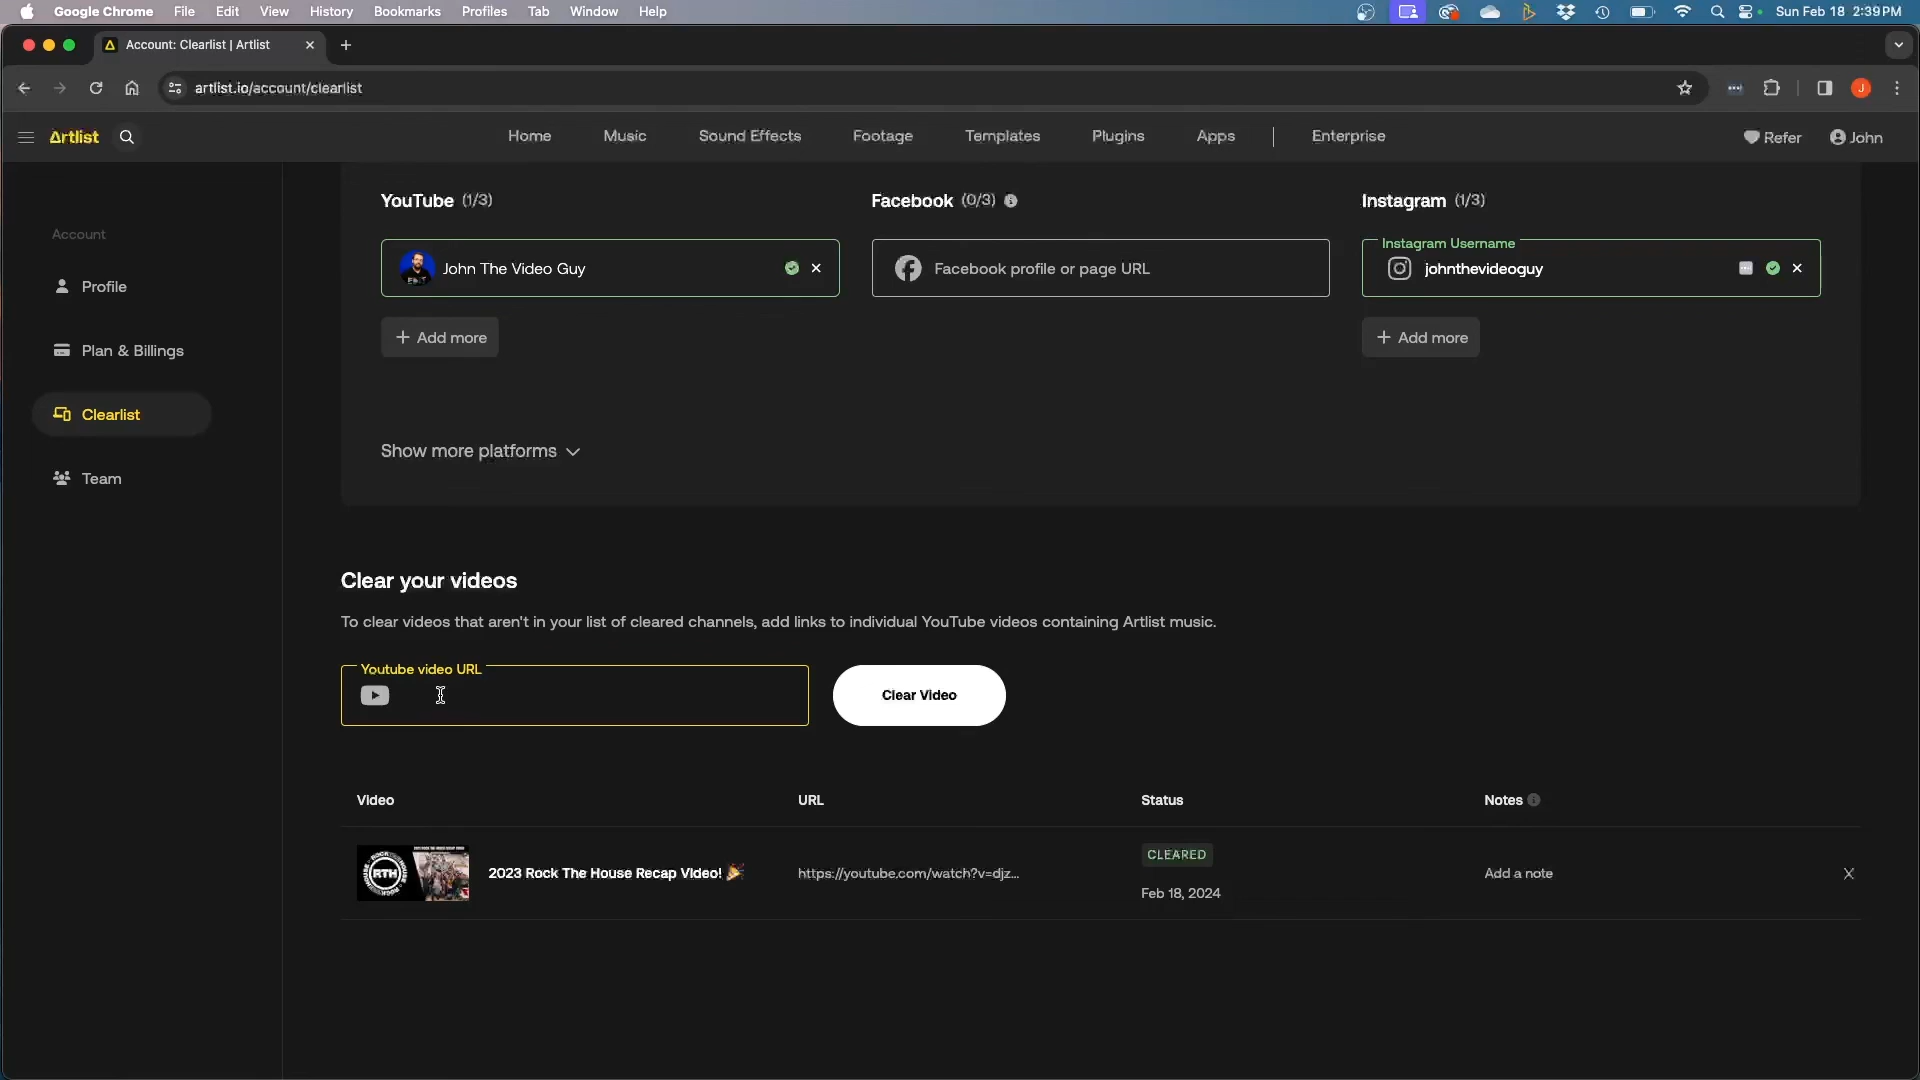 Google Chrome File Edit View History Bookmarks Profiles Tab Window Help Sun Feb 18 2:39 PM
Account: Clearlist | Artlist
artlist.io/account/clearlist J
Artlist Home Music Sound Effects Footage Templates Plugins Apps Enterprise Refer John
Account
Profile
Plan & Billings
Clearlist
Team
YouTube (1/3) Facebook (0/3) Instagram (1/3)
Instagram Username
John The Video Guy Facebook profile or page URL johnthevideoguy
+ Add more + Add more
Show more platforms
Clear your videos
To clear videos that aren't in your list of cleared channels, add links to individual YouTube videos containing Artlist music.
Youtube video URL
Clear Video
Video URL Status Notes
RTH 2023 Rock The House Recap Video! 🎉 https://youtube.com/watch?v=djz... CLEARED Add a note X
Feb 18, 2024